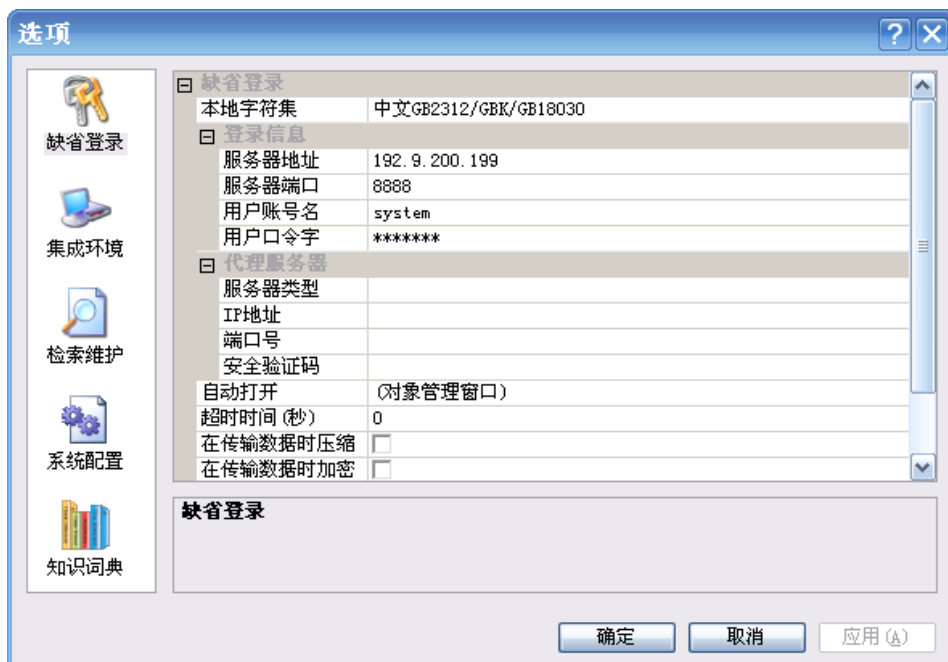 选项
缺省登录
集成环境
检索维护
系统配置
知识词典
缺省登录
本地字符集 中文GB2312/GBK/GB18030
登录信息
服务器地址 192.9.200.199
服务器端口 8888
用户账号名 system
用户口令字 *******
代理服务器
服务器类型
IP地址
端口号
安全验证码
自动打开 (对象管理窗口)
超时时间(秒) 0
在传输数据时压缩
在传输数据时加密
缺省登录
确定 取消 应用(A)